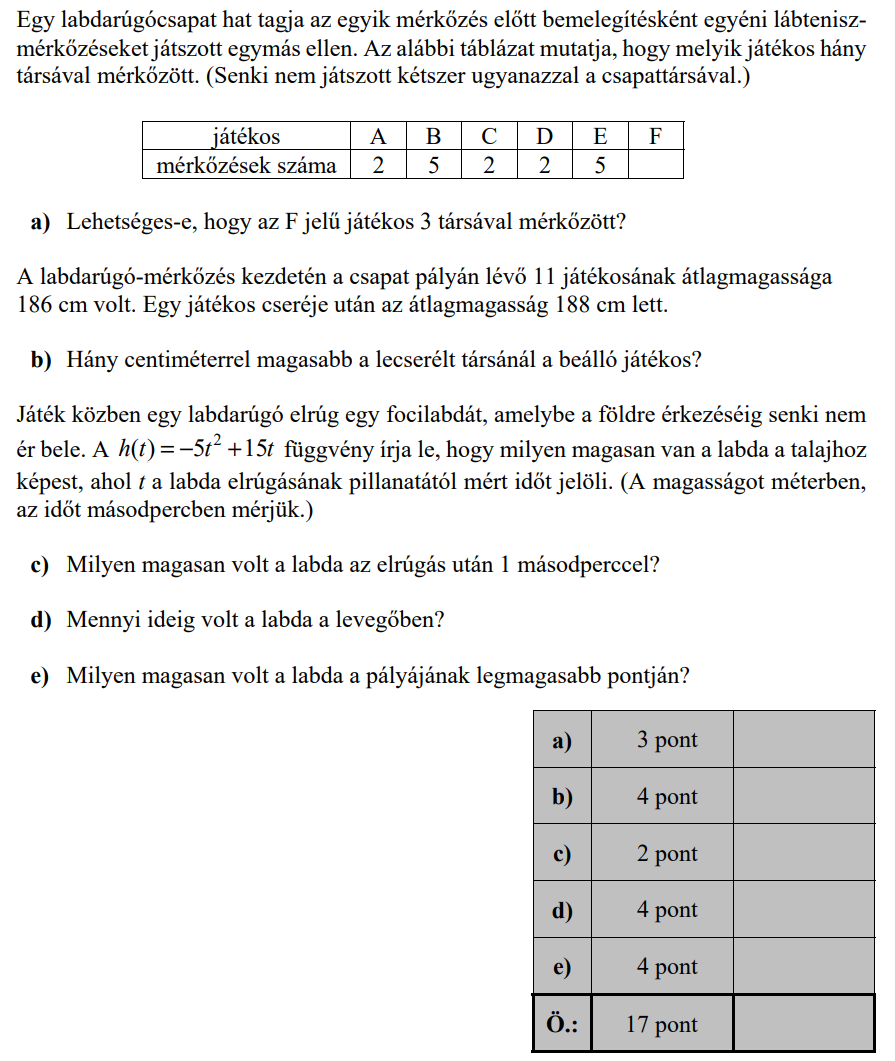 Egy labdarúgócsapat hat tagja az egyik mérkőzés előtt bemelegítésként egyéni lábtenisz-
mérkőzéseket játszott egymás ellen. Az alábbi táblázat mutatja, hogy melyik játékos hány
társával mérkőzött. (Senki nem játszott kétszer ugyanazzal a csapattársával.)
játékos A B C D E F
mérkőzések száma 2 5 2 2 5
a) Lehetséges-e, hogy az F jelű játékos 3 társával mérkőzött?
A labdarúgó-mérkőzés kezdetén a csapat pályán lévő 11 játékosának átlagmagassága
186 cm volt. Egy játékos cseréje után az átlagmagasság 188 cm lett.
b) Hány centiméterrel magasabb a lecserélt társánál a beálló játékos?
Játék közben egy labdarúgó elrúg egy focilabdát, amelybe a földre érkezéséig senki nem
ér bele. A h(t) = −5t² + 15t függvény írja le, hogy milyen magasan van a labda a talajhoz
képest, ahol t a labda elrúgásának pillanatától mért időt jelöli. (A magasságot méterben,
az időt másodpercben mérjük.)
c) Milyen magasan volt a labda az elrúgás után 1 másodperccel?
d) Mennyi ideig volt a labda a levegőben?
e) Milyen magasan volt a labda a pályájának legmagasabb pontján?
a) 3 pont
b) 4 pont
c) 2 pont
d) 4 pont
e) 4 pont
Ö.: 17 pont